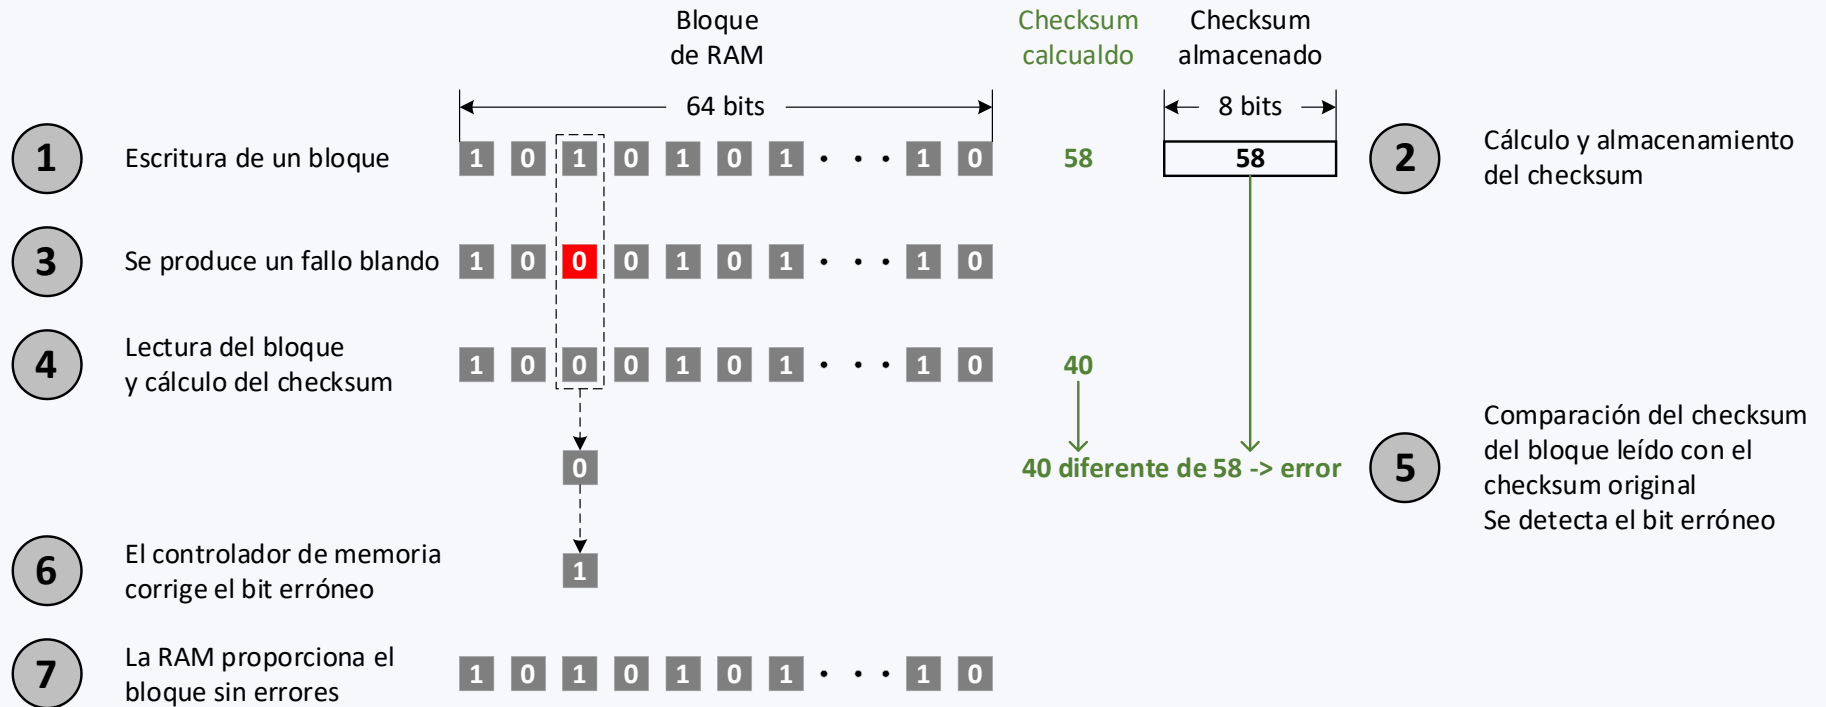 Bloque
de RAM
Checksum
calcualdo
Checksum
almacenado
64 bits
8 bits
1
Escritura de un bloque
1 0 1 0 1 0 1 · · · 1 0
58
58
2
Cálculo y almacenamiento
del checksum
3
Se produce un fallo blando
1 0 0 0 1 0 1 · · · 1 0
4
Lectura del bloque
y cálculo del checksum
1 0 0 0 1 0 1 · · · 1 0
40
0
40 diferente de 58 -> error
5
Comparación del checksum
del bloque leído con el
checksum original
Se detecta el bit erróneo
6
El controlador de memoria
corrige el bit erróneo
1
7
La RAM proporciona el
bloque sin errores
1 0 1 0 1 0 1 · · · 1 0